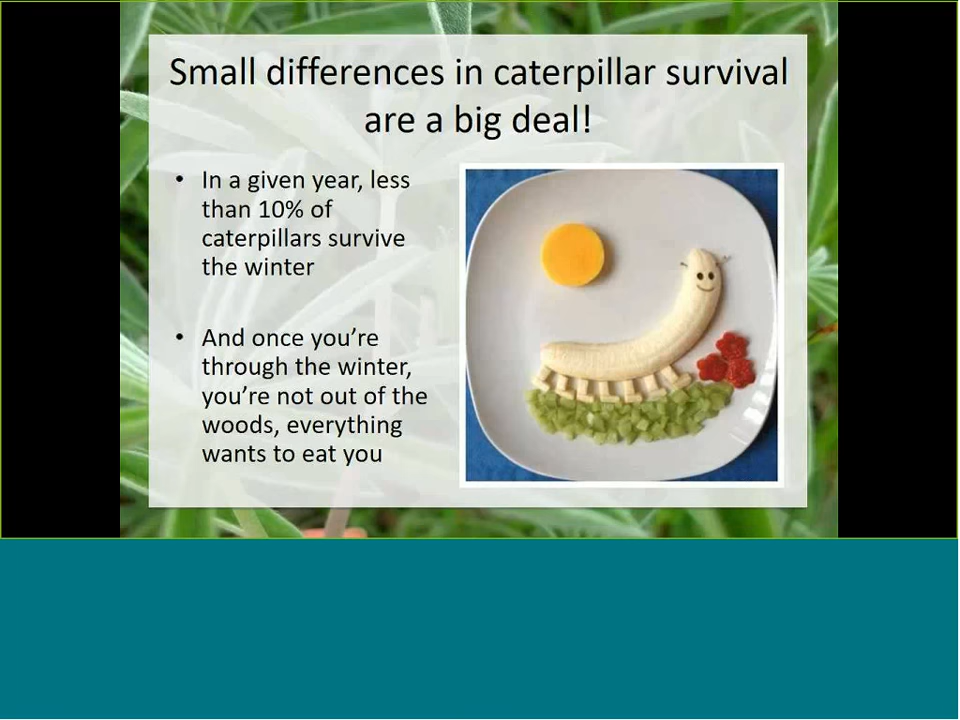 Small differences in caterpillar survival
are a big deal!
• In a given year, less
than 10% of
caterpillars survive
the winter
• And once you’re
through the winter,
you’re not out of the
woods, everything
wants to eat you